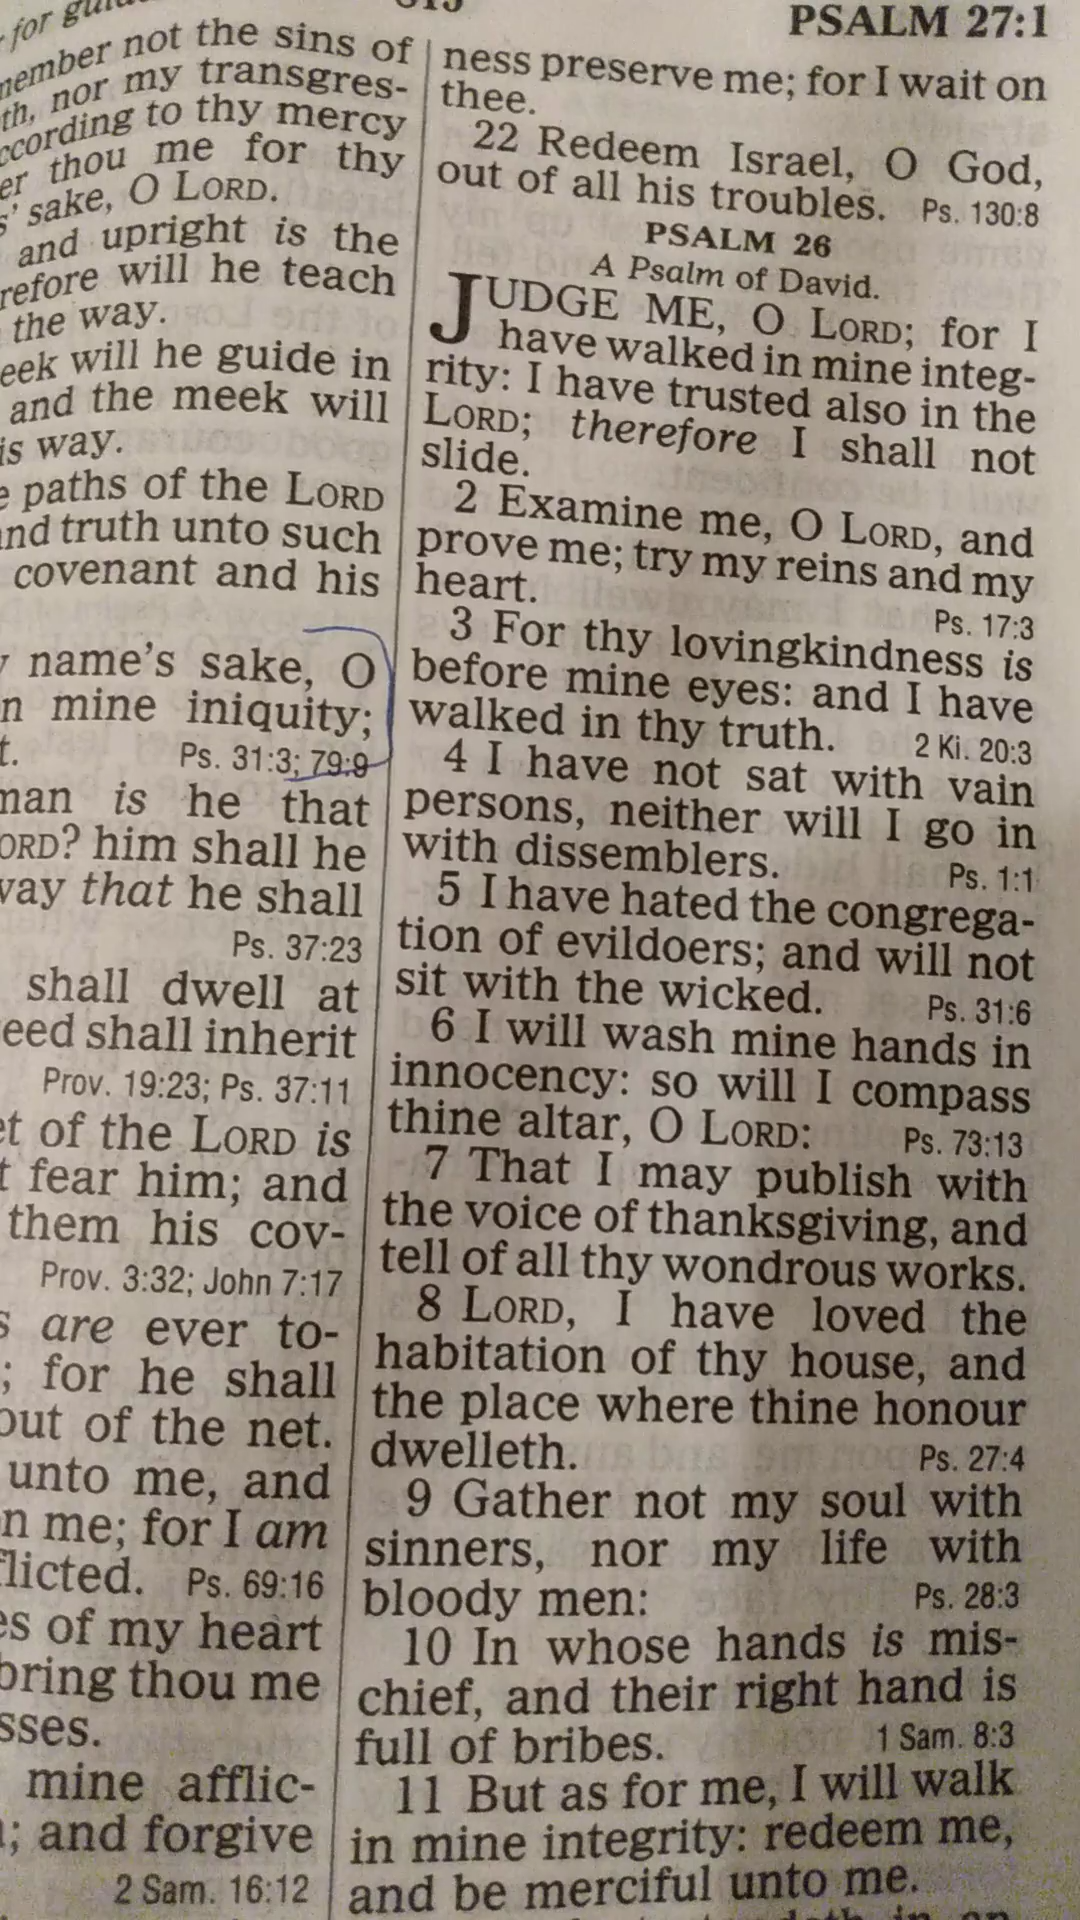 PSALM 27:1
for
not the sins of
nor my transgres-
to thy mercy
thou me for thy
sake, O LORD.
and upright is the
will he teach
the way.
will he guide in
and the meek will
way.
paths of the LORD
truth unto such
covenant and his
name's sake, O
mine iniquity;
Ps. 31:3; 79:9
is he that
him shall he
that he shall
Ps. 37:23
shall dwell at
shall inherit
Prov. 19:23; Ps. 37:11
of the LORD is
fear him; and
them his cov-
Prov. 3:32; John 7:17
are ever to-
; for he shall
of the net.
unto me, and
me; for I am
Ps. 69:16
of my heart
thou me
mine afflic-
; and forgive
2 Sam. 16:12
ness preserve me; for I wait on
thee.
22 Redeem Israel, O God,
out of all his troubles. Ps. 130:8
PSALM 26
A Psalm of David.
JUDGE ME, O LORD; for I
have walked in mine integ-
rity: I have trusted also in the
LORD; therefore I shall not
slide.
2 Examine me, O LORD, and
prove me; try my reins and my
heart. Ps. 17:3
3 For thy lovingkindness is
before mine eyes: and I have
walked in thy truth. 2 Ki. 20:3
4 I have not sat with vain
persons, neither will I go in
with dissemblers. Ps. 1:1
5 I have hated the congrega-
tion of evildoers; and will not
sit with the wicked. Ps. 31:6
6 I will wash mine hands in
innocency: so will I compass
thine altar, O LORD: Ps. 73:13
7 That I may publish with
the voice of thanksgiving, and
tell of all thy wondrous works.
8 LORD, I have loved the
habitation of thy house, and
the place where thine honour
dwelleth. Ps. 27:4
9 Gather not my soul with
sinners, nor my life with
bloody men: Ps. 28:3
10 In whose hands is mis-
chief, and their right hand is
full of bribes. 1 Sam. 8:3
11 But as for me, I will walk
in mine integrity: redeem me,
and be merciful unto me.